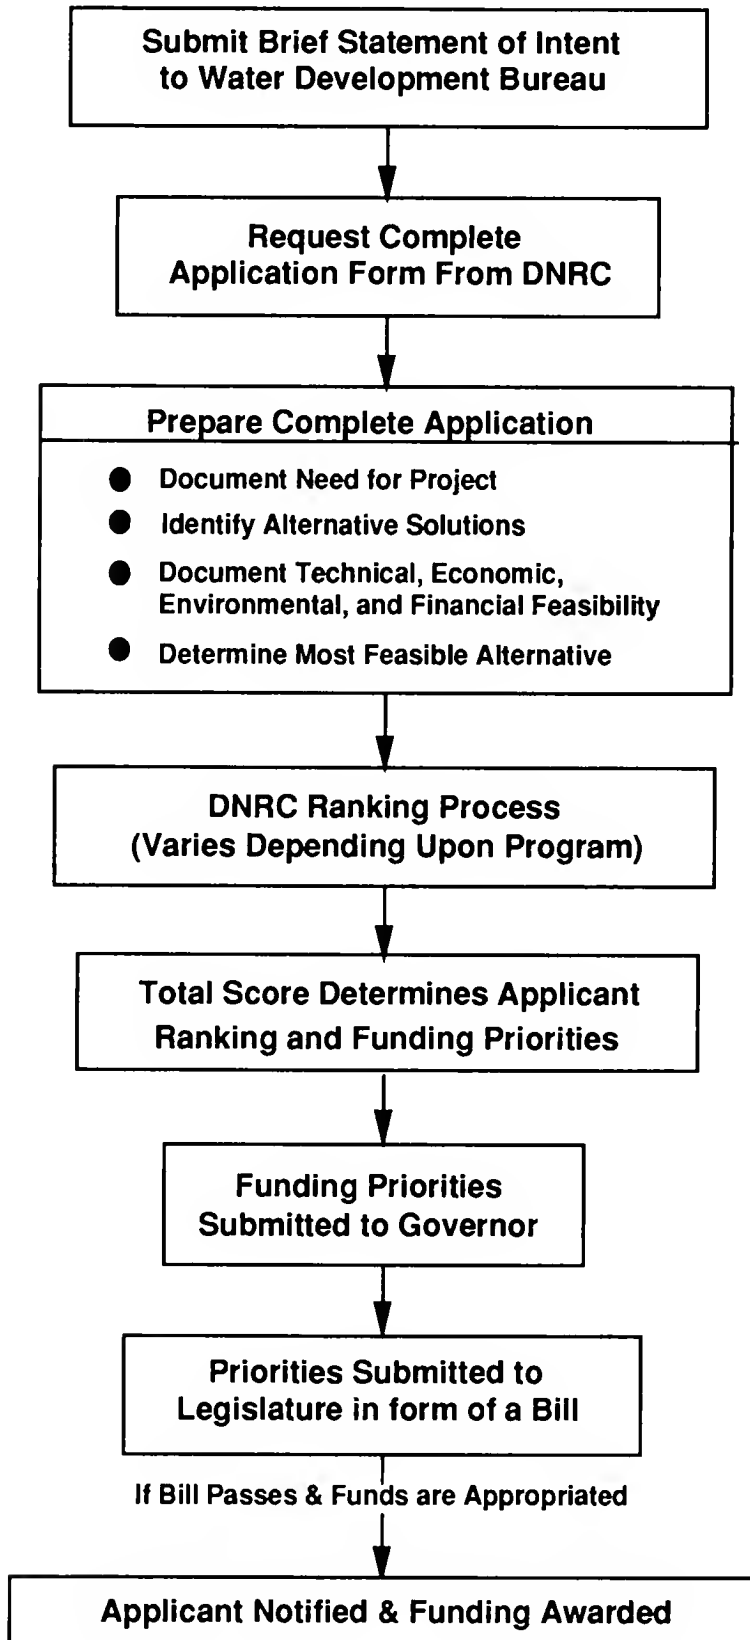 Submit Brief Statement of Intent
to Water Development Bureau
Request Complete
Application Form From DNRC
Prepare Complete Application
● Document Need for Project
● Identify Alternative Solutions
● Document Technical, Economic,
Environmental, and Financial Feasibility
● Determine Most Feasible Alternative
DNRC Ranking Process
(Varies Depending Upon Program)
Total Score Determines Applicant
Ranking and Funding Priorities
Funding Priorities
Submitted to Governor
Priorities Submitted to
Legislature in form of a Bill
If Bill Passes & Funds are Appropriated
Applicant Notified & Funding Awarded